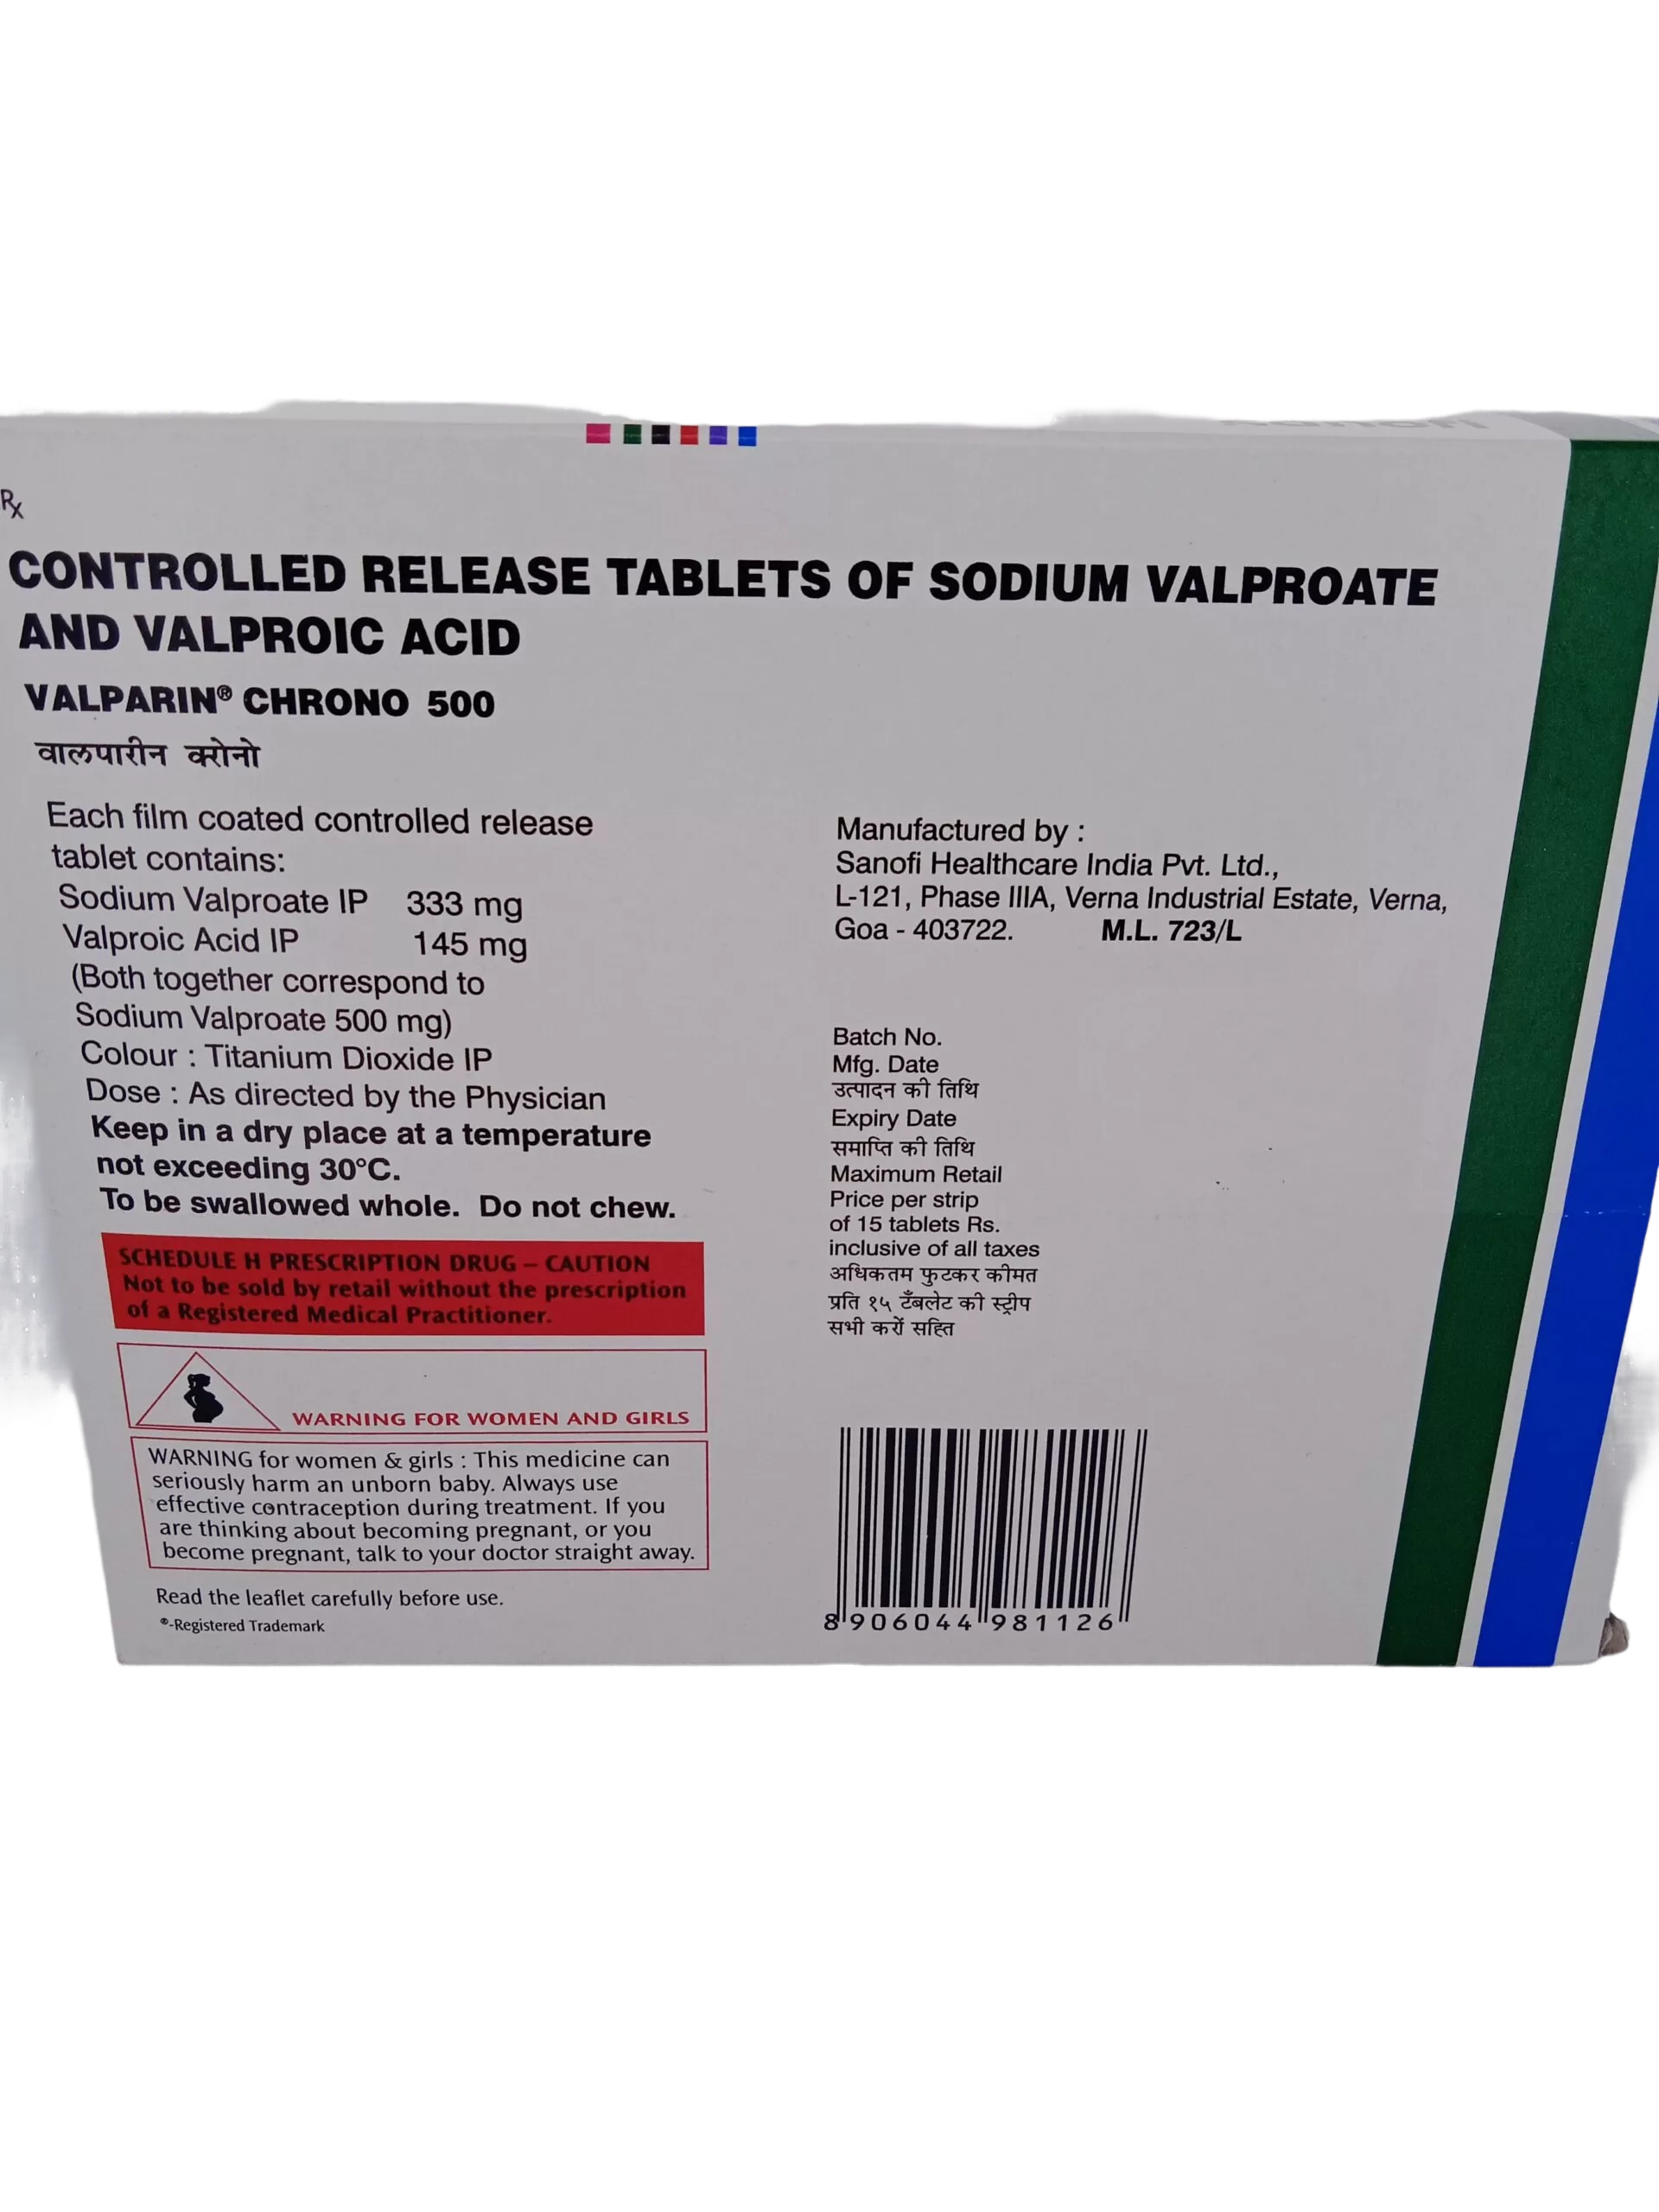 Rx
CONTROLLED RELEASE TABLETS OF SODIUM VALPROATE
AND VALPROIC ACID
VALPARIN® CHRONO 500
वालपारीन क्रोनो
Each film coated controlled release
tablet contains:
Sodium Valproate IP 333 mg
Valproic Acid IP 145 mg
(Both together correspond to
Sodium Valproate 500 mg)
Colour : Titanium Dioxide IP
Dose : As directed by the Physician
Keep in a dry place at a temperature
not exceeding 30°C.
To be swallowed whole. Do not chew.
SCHEDULE H PRESCRIPTION DRUG – CAUTION
Not to be sold by retail without the prescription
of a Registered Medical Practitioner.
WARNING FOR WOMEN AND GIRLS
WARNING for women & girls : This medicine can
seriously harm an unborn baby. Always use
effective contraception during treatment. If you
are thinking about becoming pregnant, or you
become pregnant, talk to your doctor straight away.
Read the leaflet carefully before use.
®-Registered Trademark
Manufactured by :
Sanofi Healthcare India Pvt. Ltd.,
L-121, Phase IIIA, Verna Industrial Estate, Verna,
Goa - 403722. M.L. 723/L
Batch No.
Mfg. Date
उत्पादन की तिथि
Expiry Date
समाप्ति की तिथि
Maximum Retail
Price per strip
of 15 tablets Rs.
inclusive of all taxes
अधिकतम फुटकर कीमत
प्रति १५ टॅंबलेट की स्ट्रीप
सभी करों सहित
8 906044 981126